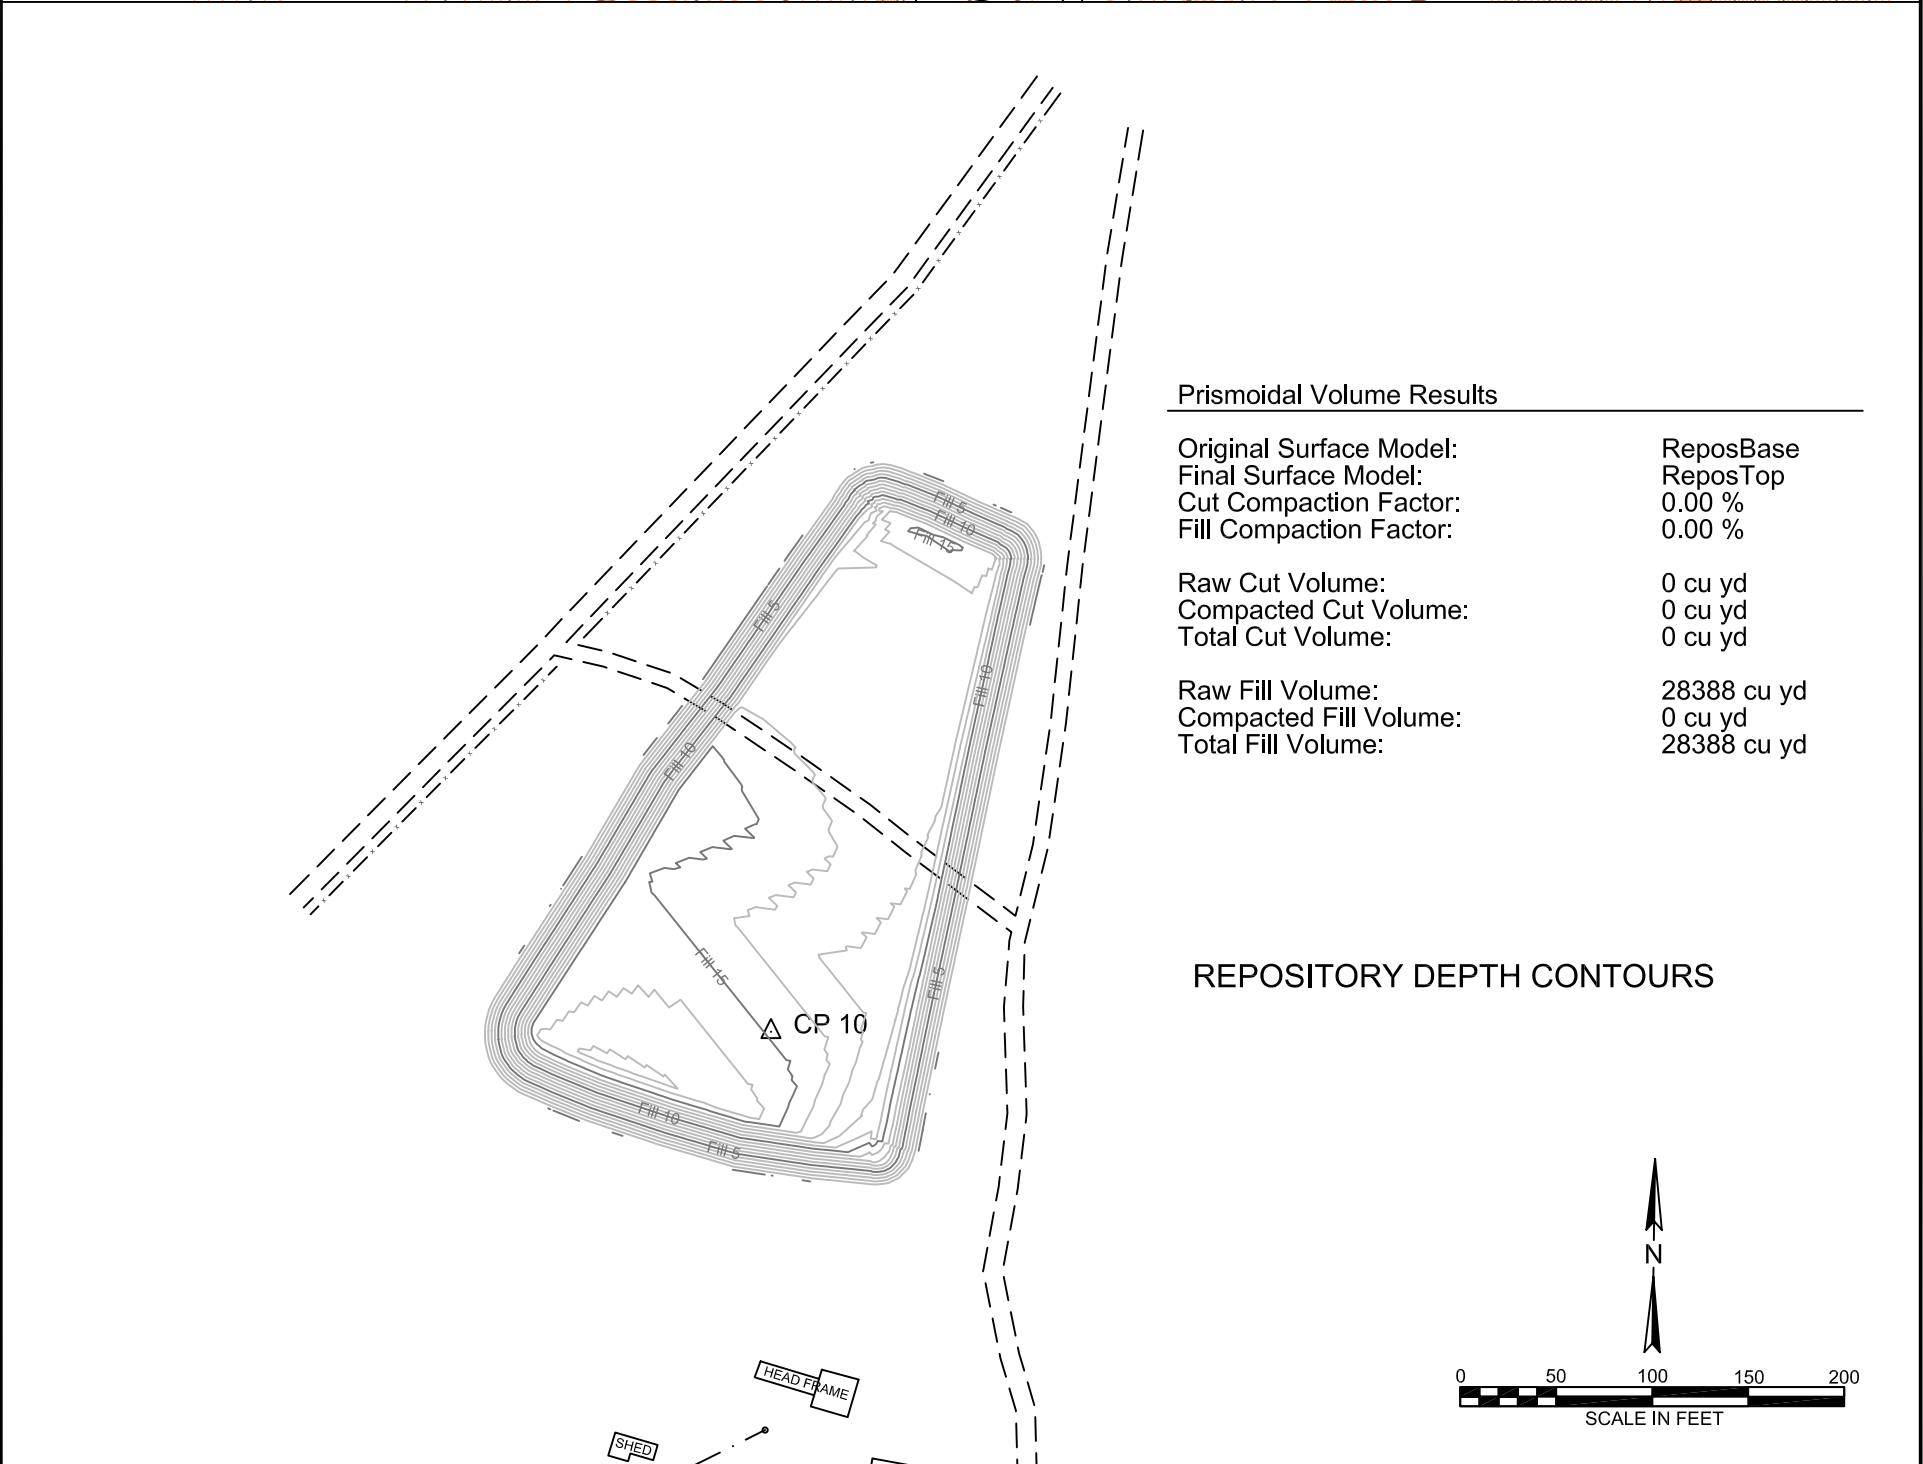 Prismoidal Volume Results
Original Surface Model: ReposBase
Final Surface Model: ReposTop
Cut Compaction Factor: 0.00 %
Fill Compaction Factor: 0.00 %
Raw Cut Volume: 0 cu yd
Compacted Cut Volume: 0 cu yd
Total Cut Volume: 0 cu yd
Raw Fill Volume: 28388 cu yd
Compacted Fill Volume: 0 cu yd
Total Fill Volume: 28388 cu yd
Fill 5
Fill 10
Fill 15
Fill 5
Fill 10
Fill 10
Fill 15
Fill 5
CP 10
Fill 10
Fill 5
REPOSITORY DEPTH CONTOURS
N
0 50 100 150 200
SCALE IN FEET
HEAD FRAME
SHED